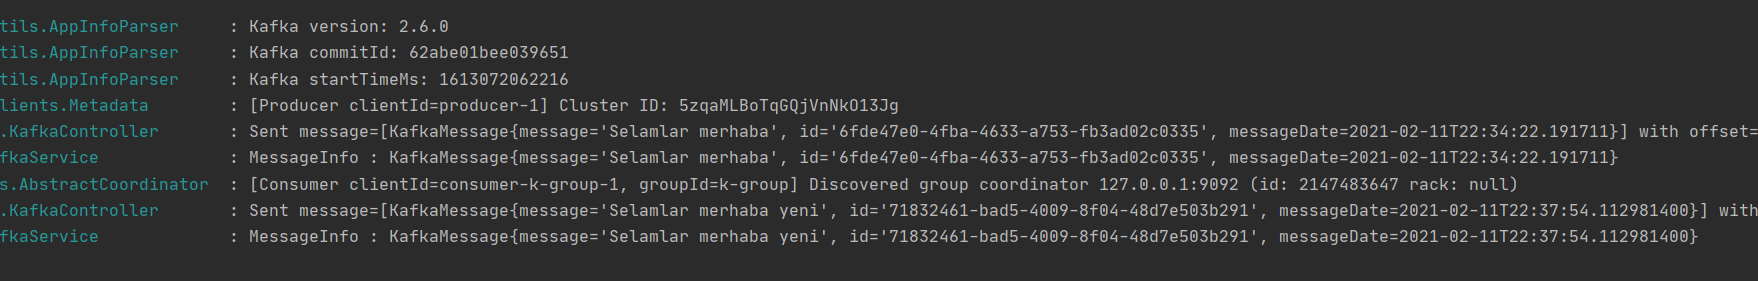 tils.AppInfoParser : Kafka version: 2.6.0
tils.AppInfoParser : Kafka commitId: 62abe01bee039651
tils.AppInfoParser : Kafka startTimeMs: 1613072062216
lients.Metadata : [Producer clientId=producer-1] Cluster ID: 5zqaMLBoTqGQjVnNkO13Jg
.KafkaController : Sent message=[KafkaMessage{message='Selamlar merhaba', id='6fde47e0-4fba-4633-a753-fb3ad02c0335', messageDate=2021-02-11T22:34:22.191711}] with offset=
fkaService : MessageInfo : KafkaMessage{message='Selamlar merhaba', id='6fde47e0-4fba-4633-a753-fb3ad02c0335', messageDate=2021-02-11T22:34:22.191711}
s.AbstractCoordinator : [Consumer clientId=consumer-k-group-1, groupId=k-group] Discovered group coordinator 127.0.0.1:9092 (id: 2147483647 rack: null)
.KafkaController : Sent message=[KafkaMessage{message='Selamlar merhaba yeni', id='71832461-bad5-4009-8f04-48d7e503b291', messageDate=2021-02-11T22:37:54.112981400}] with
fkaService : MessageInfo : KafkaMessage{message='Selamlar merhaba yeni', id='71832461-bad5-4009-8f04-48d7e503b291', messageDate=2021-02-11T22:37:54.112981400}